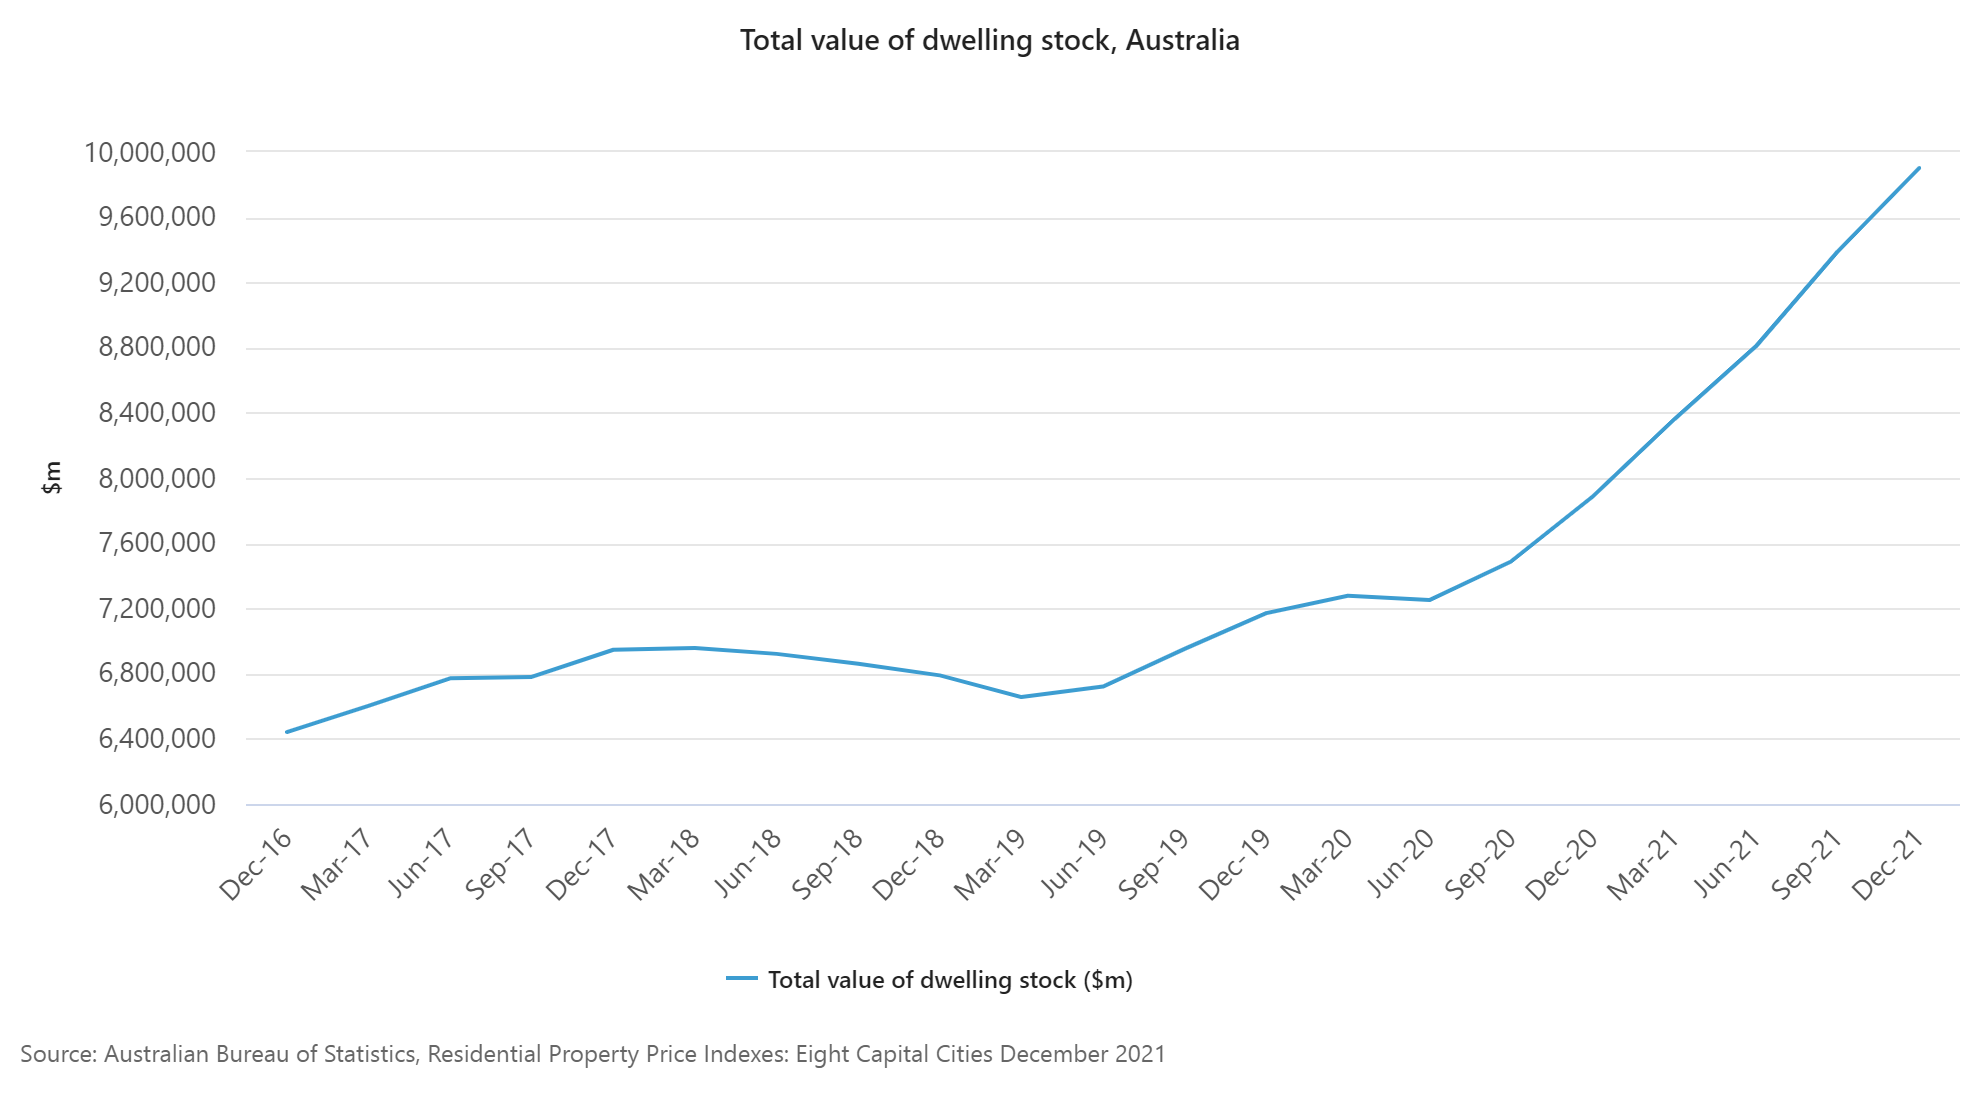 Total value of dwelling stock, Australia
10,000,000
9,600,000
9,200,000
8,800,000
8,400,000
8,000,000
7,600,000
7,200,000
6,800,000
6,400,000
6,000,000
$m
Dec-16
Mar-17
Jun-17
Sep-17
Dec-17
Mar-18
Jun-18
Sep-18
Dec-18
Mar-19
Jun-19
Sep-19
Dec-19
Mar-20
Jun-20
Sep-20
Dec-20
Mar-21
Jun-21
Sep-21
Dec-21
Total value of dwelling stock ($m)
Source: Australian Bureau of Statistics, Residential Property Price Indexes: Eight Capital Cities December 2021